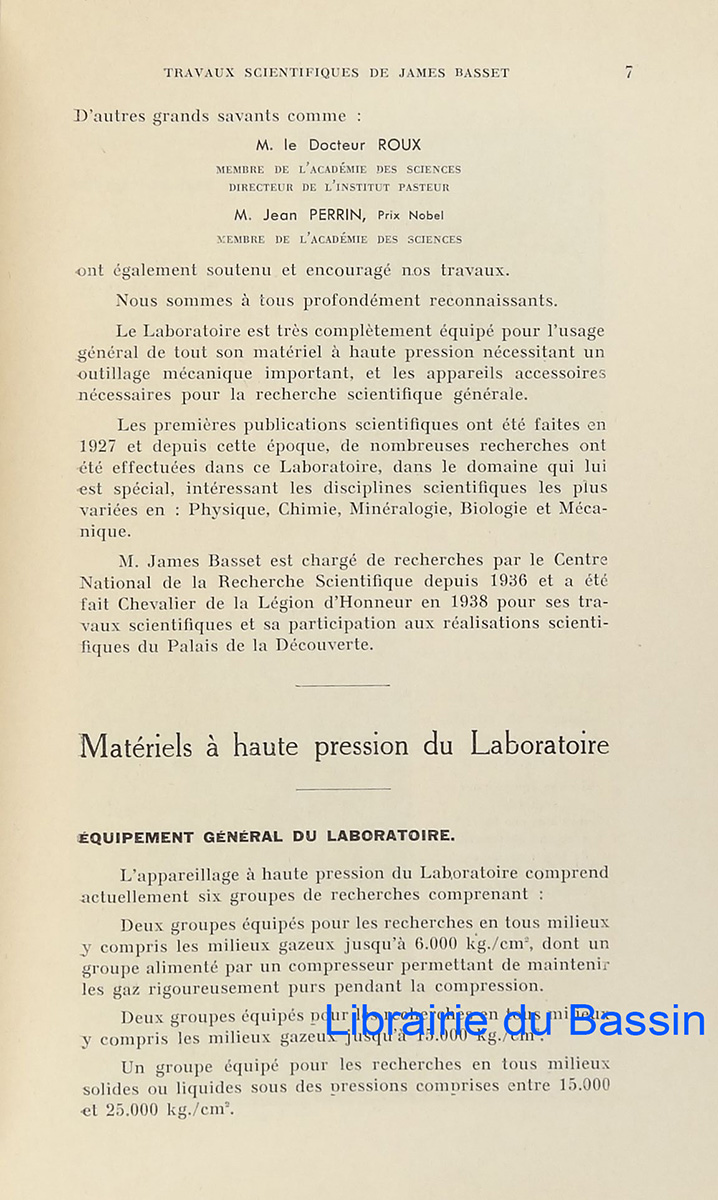 TRAVAUX SCIENTIFIQUES DE JAMES BASSET 7
D'autres grands savants comme :
M. le Docteur ROUX
MEMBRE DE L'ACADÉMIE DES SCIENCES
DIRECTEUR DE L'INSTITUT PASTEUR
M. Jean PERRIN, Prix Nobel
MEMBRE DE L'ACADÉMIE DES SCIENCES
ont également soutenu et encouragé nos travaux.
Nous sommes à tous profondément reconnaissants.
Le Laboratoire est très complètement équipé pour l'usage
général de tout son matériel à haute pression nécessitant un
outillage mécanique important, et les appareils accessoires
nécessaires pour la recherche scientifique générale.
Les premières publications scientifiques ont été faites en
1927 et depuis cette époque, de nombreuses recherches ont
été effectuées dans ce Laboratoire, dans le domaine qui lui
est spécial, intéressant les disciplines scientifiques les plus
variées en : Physique, Chimie, Minéralogie, Biologie et Méca-
nique.
M. James Basset est chargé de recherches par le Centre
National de la Recherche Scientifique depuis 1936 et a été
fait Chevalier de la Légion d'Honneur en 1938 pour ses tra-
vaux scientifiques et sa participation aux réalisations scienti-
fiques du Palais de la Découverte.
Matériels à haute pression du Laboratoire
ÉQUIPEMENT GÉNÉRAL DU LABORATOIRE.
L'appareillage à haute pression du Laboratoire comprend
actuellement six groupes de recherches comprenant :
Deux groupes équipés pour les recherches en tous milieux
y compris les milieux gazeux jusqu'à 6.000 kg./cm², dont un
groupe alimenté par un compresseur permettant de maintenir
les gaz rigoureusement purs pendant la compression.
Deux groupes équipés pour les recherches en tous milieux
y compris les milieux gazeux jusqu'à 15.000 kg./cm².
Librairie du Bassin
Un groupe équipé pour les recherches en tous milieux
solides ou liquides sous des pressions comprises entre 15.000
et 25.000 kg./cm².